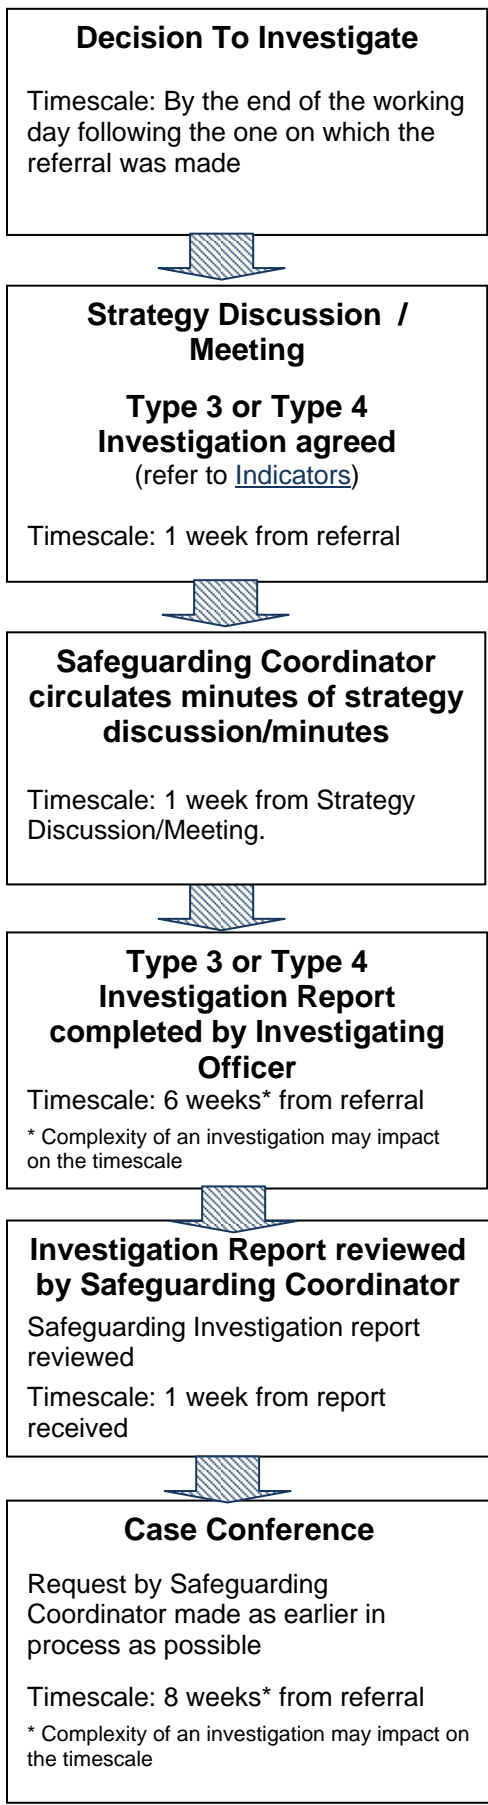 Decision To Investigate
Timescale: By the end of the working
day following the one on which the
referral was made
Strategy Discussion /
Meeting
Type 3 or Type 4
Investigation agreed
(refer to Indicators)
Timescale: 1 week from referral
Safeguarding Coordinator
circulates minutes of strategy
discussion/minutes
Timescale: 1 week from Strategy
Discussion/Meeting.
Type 3 or Type 4
Investigation Report
completed by Investigating
Officer
Timescale: 6 weeks* from referral
* Complexity of an investigation may impact
on the timescale
Investigation Report reviewed
by Safeguarding Coordinator
Safeguarding Investigation report
reviewed
Timescale: 1 week from report
received
Case Conference
Request by Safeguarding
Coordinator made as earlier in
process as possible
Timescale: 8 weeks* from referral
* Complexity of an investigation may impact on
the timescale